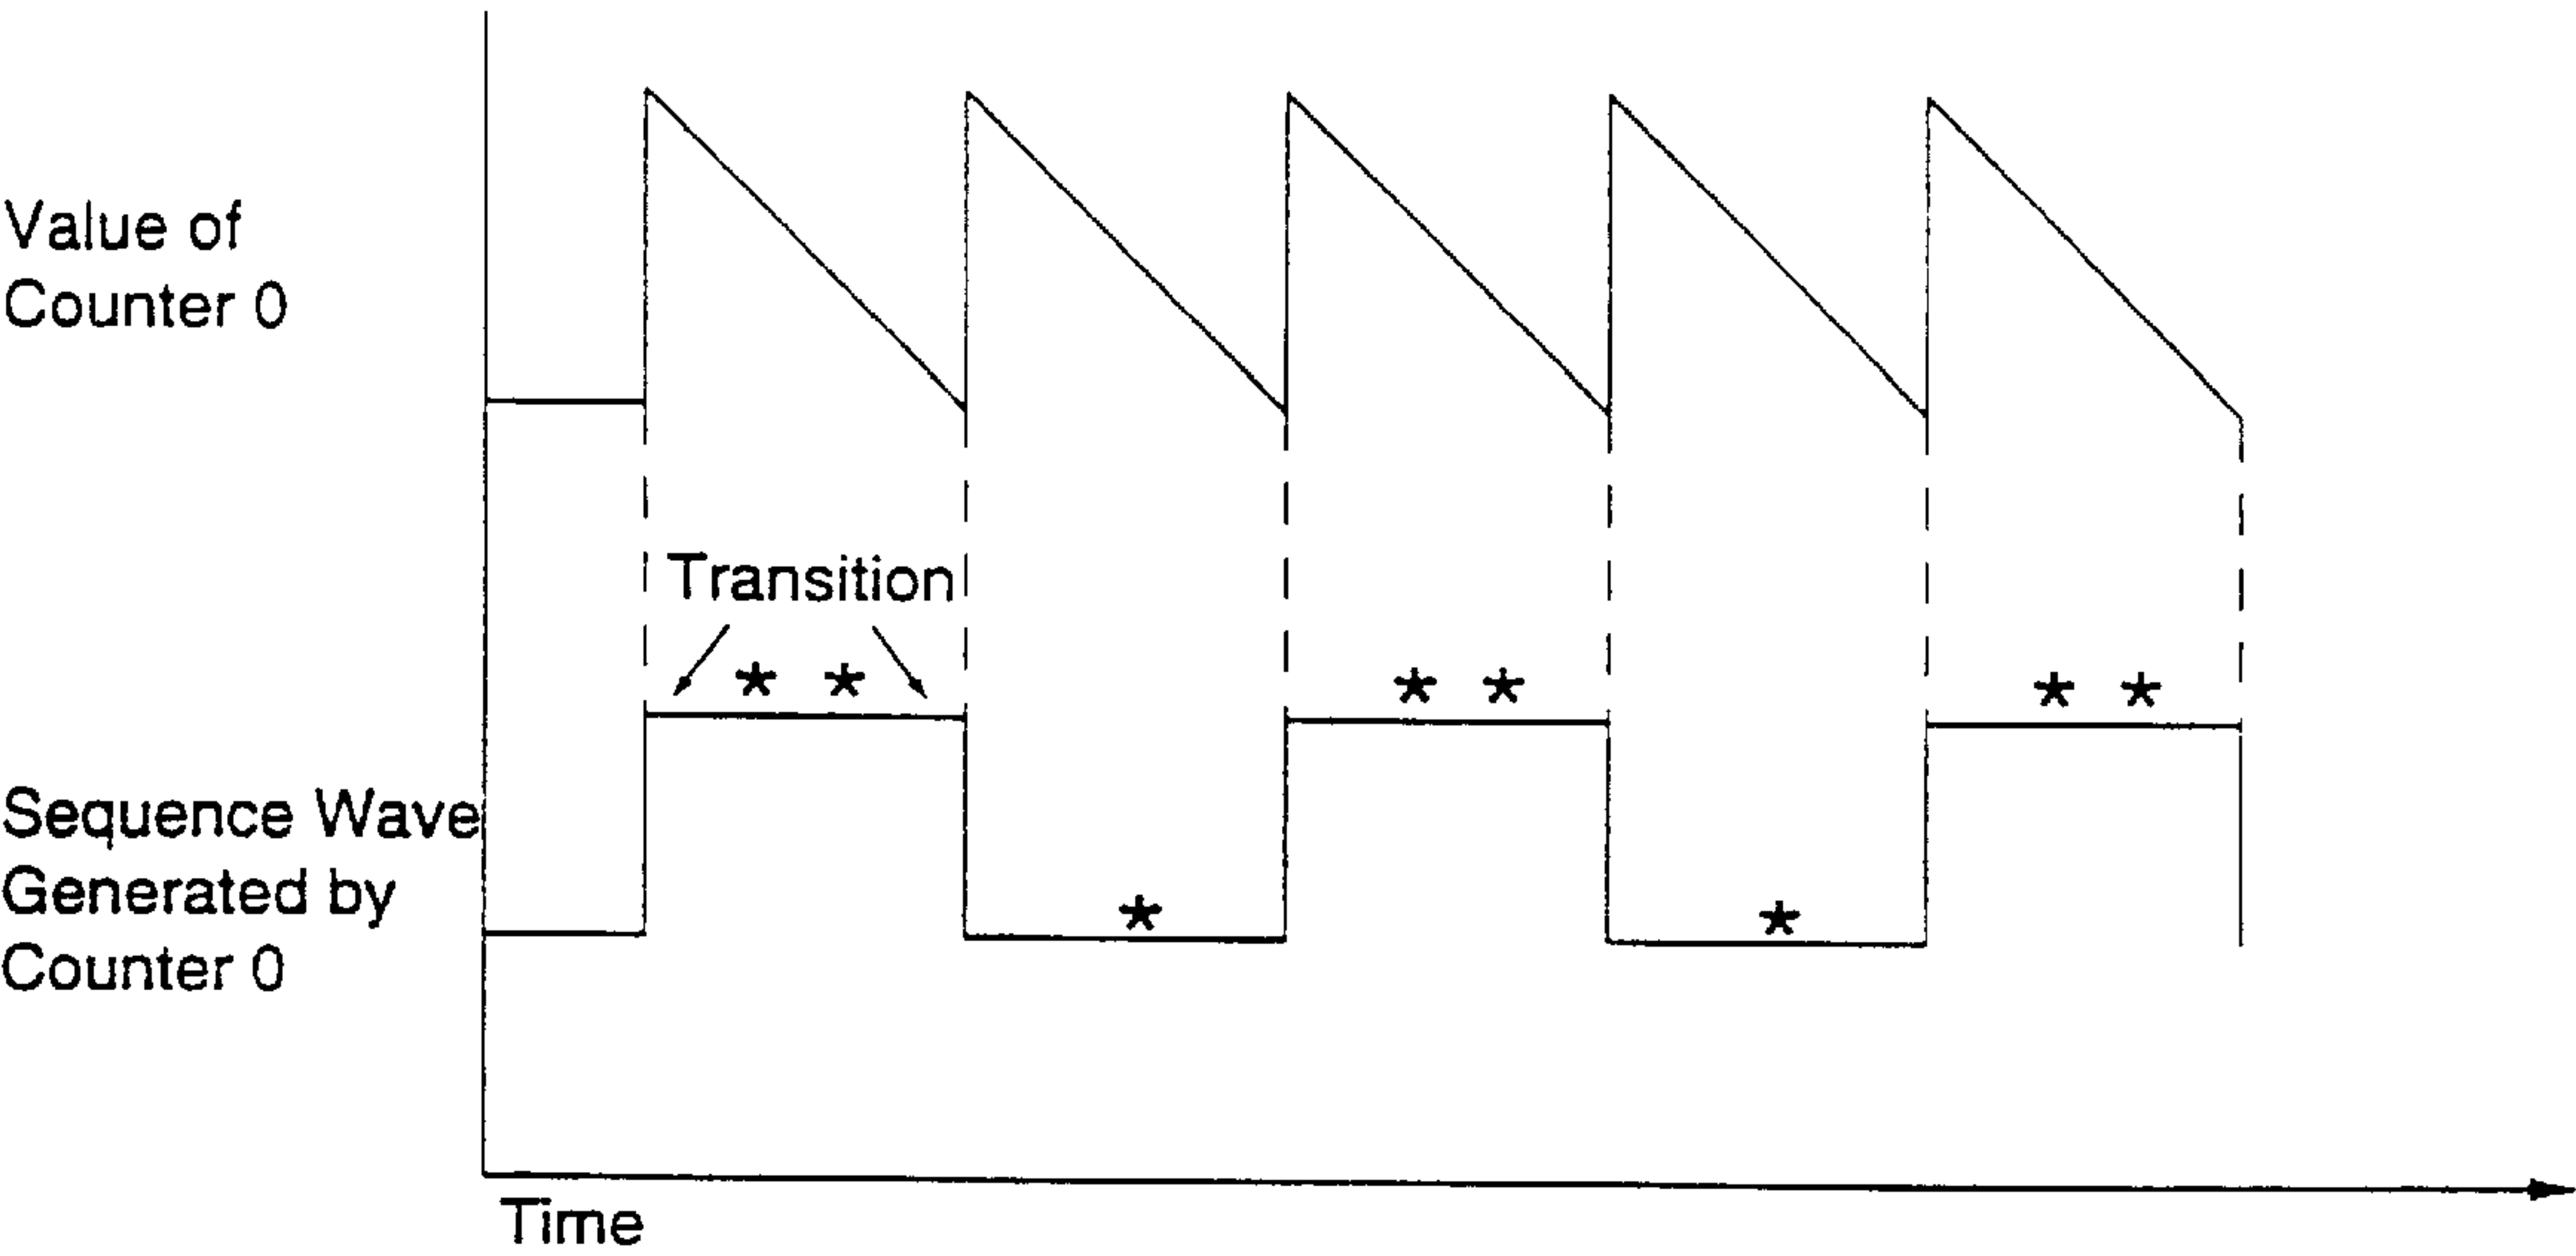 Value of
Counter 0
Transition
* *
* *
* *
*
*
Sequence Wave
Generated by
Counter 0
Time